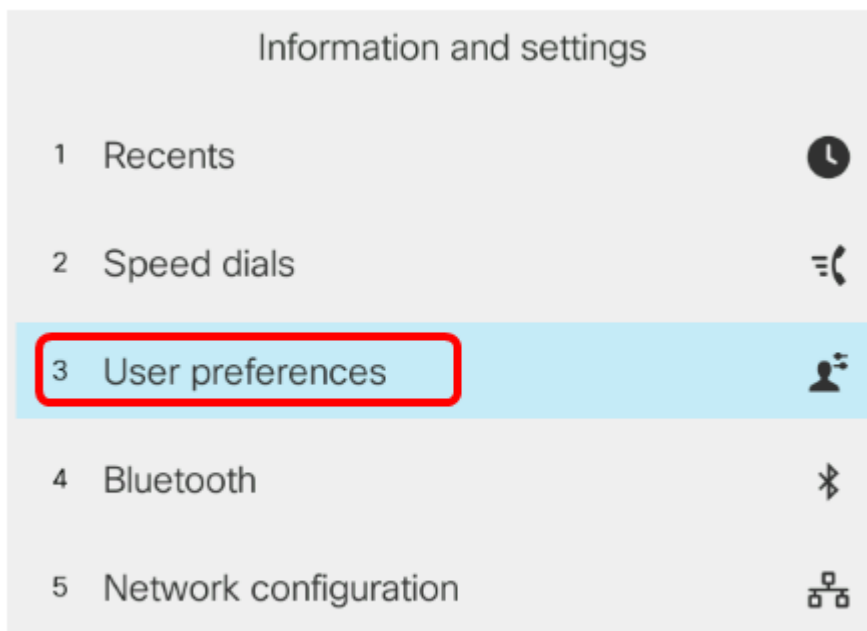 Information and settings
1 Recents
2 Speed dials
3 User preferences
4 Bluetooth
5 Network configuration